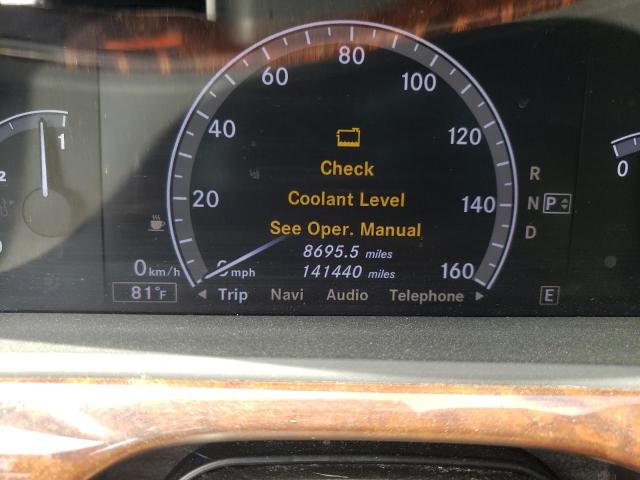 80
60
100
40
120
20
140
160
1
0
R
N P
D
Check
Coolant Level
See Oper. Manual
8695.5 miles
0 km/h
0 mph
141440 miles
81°F
Trip Navi Audio Telephone
E